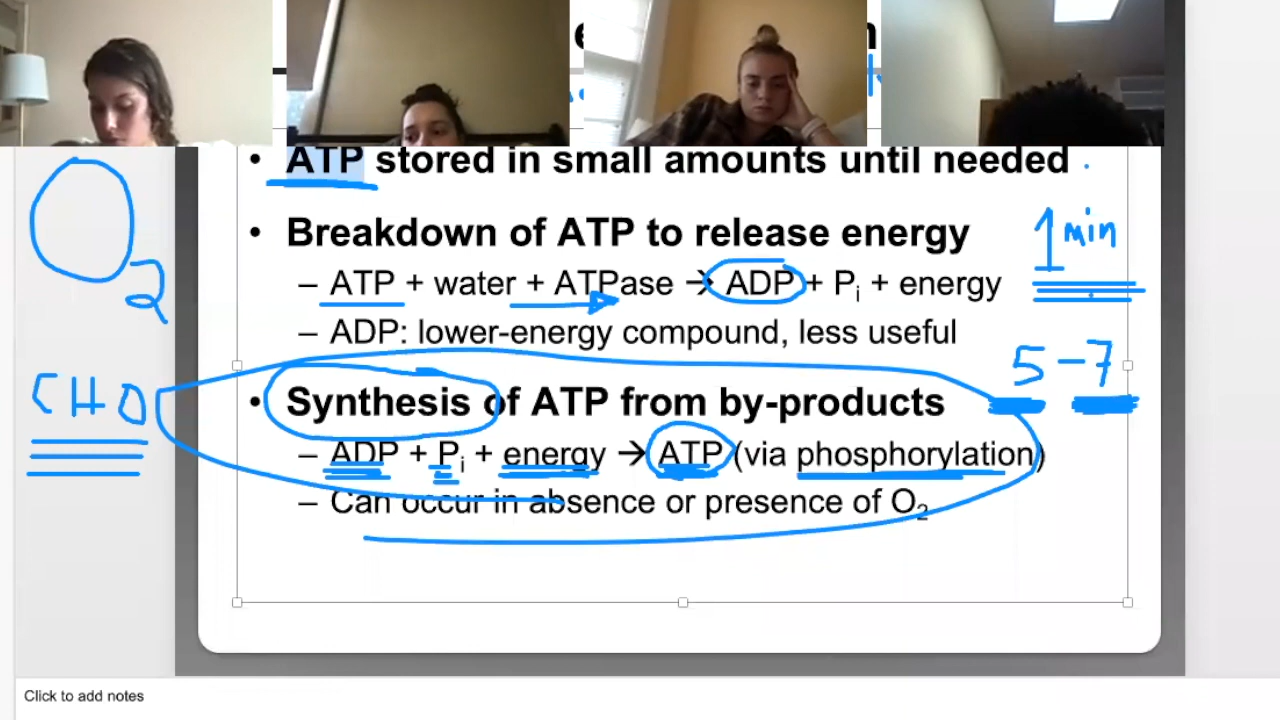 • ATP stored in small amounts until needed
O2
• Breakdown of ATP to release energy
1 min
– ATP + water + ATPase → ADP + Pi + energy
– ADP: lower-energy compound, less useful
5 – 7
CHO
• Synthesis of ATP from by-products
– ADP + Pi + energy → ATP (via phosphorylation)
– Can occur in absence or presence of O2
Click to add notes